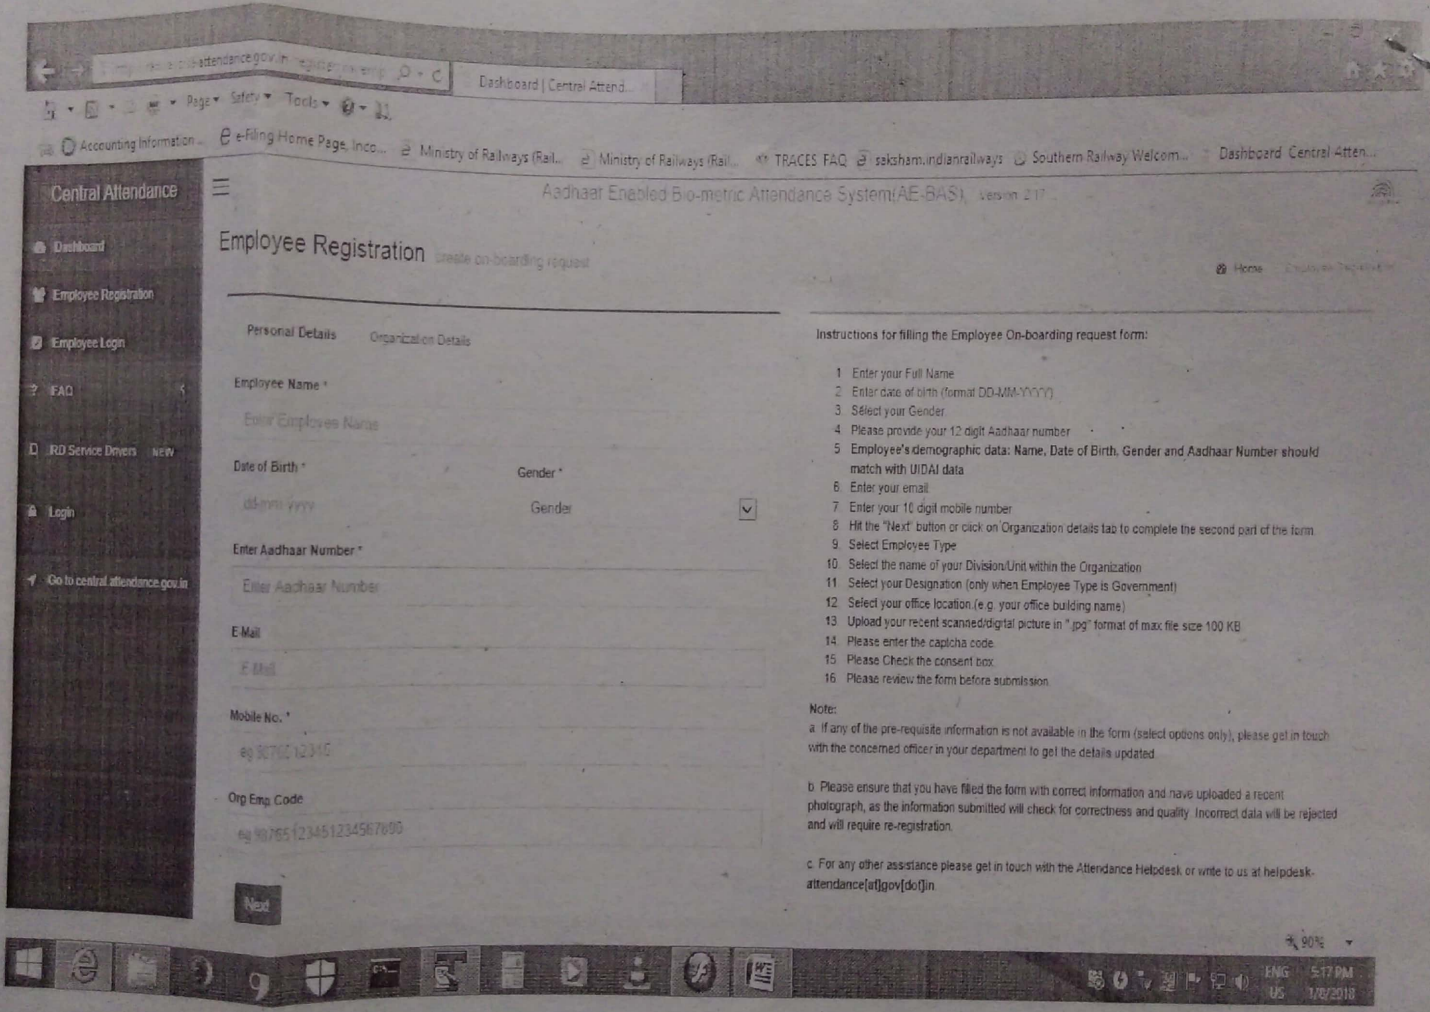 attendance.gov.in
Dashboard | Central Attend...
Page Safety Tools
Accounting Information... e-Filing Home Page, Inco... Ministry of Railways (Rail... Ministry of Railways (Rail... TRACES FAQ saksham.indianrailways Southern Railway Welcom... Dashboard Central Atten...
Central Attendance
Aadhaar Enabled Bio-metric Attendance System(AE-BAS), Version 2.17
Dashboard
Employee Registration
Employee Login
? FAQ
RD Service Drivers NEW
Login
Go to central attendance.gov.in
Employee Registration create on-boarding request
Home Employee Registration
Personal Details Organization Details
Employee Name *
Enter Employee Name
Date of Birth * Gender *
dd-mm-yyyy Gender
Enter Aadhaar Number *
Enter Aadhaar Number
E-Mail
E-Mail
Mobile No. *
Org Emp Code
Next
Instructions for filling the Employee On-boarding request form:
1 Enter your Full Name
2 Enter date of birth (format DD-MM-YYYY)
3. Select your Gender
4 Please provide your 12 digit Aadhaar number
5 Employee's demographic data: Name, Date of Birth, Gender and Aadhaar Number should
match with UIDAI data
6. Enter your email
7. Enter your 10 digit mobile number
8 Hit the "Next" button or click on Organization details tab to complete the second part of the form
9. Select Employee Type
10. Select the name of your Division/Unit within the Organization
11 Select your Designation (only when Employee Type is Government)
12. Select your office location.(e.g. your office building name)
13 Upload your recent scanned/digital picture in ".jpg" format of max file size 100 KB
14. Please enter the captcha code
15 Please Check the consent box
16. Please review the form before submission
Note:
a. If any of the pre-requisite information is not available in the form (select options only), please get in touch
with the concerned officer in your department to get the details updated
b. Please ensure that you have filled the form with correct information and have uploaded a recent
photograph, as the information submitted will check for correctness and quality. Incorrect data will be rejected
and will require re-registration.
c. For any other assistance please get in touch with the Attendance Helpdesk or write to us at helpdesk-
attendance[at]gov[dot]in
90%
ENG 5:17 PM
US 1/8/2018